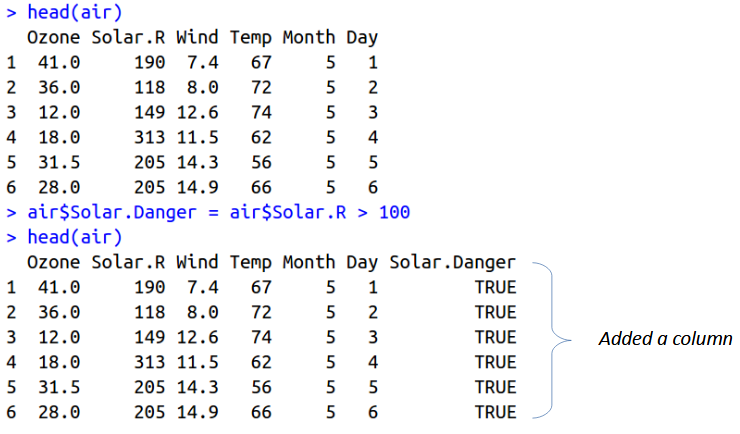 > head(air)
  Ozone Solar.R Wind Temp Month Day
1  41.0     190  7.4   67     5   1
2  36.0     118  8.0   72     5   2
3  12.0     149 12.6   74     5   3
4  18.0     313 11.5   62     5   4
5  31.5     205 14.3   56     5   5
6  28.0     205 14.9   66     5   6
> air$Solar.Danger = air$Solar.R > 100
> head(air)
  Ozone Solar.R Wind Temp Month Day Solar.Danger
1  41.0     190  7.4   67     5   1         TRUE
2  36.0     118  8.0   72     5   2         TRUE
3  12.0     149 12.6   74     5   3         TRUE
4  18.0     313 11.5   62     5   4         TRUE
5  31.5     205 14.3   56     5   5         TRUE
6  28.0     205 14.9   66     5   6         TRUE
Added a column